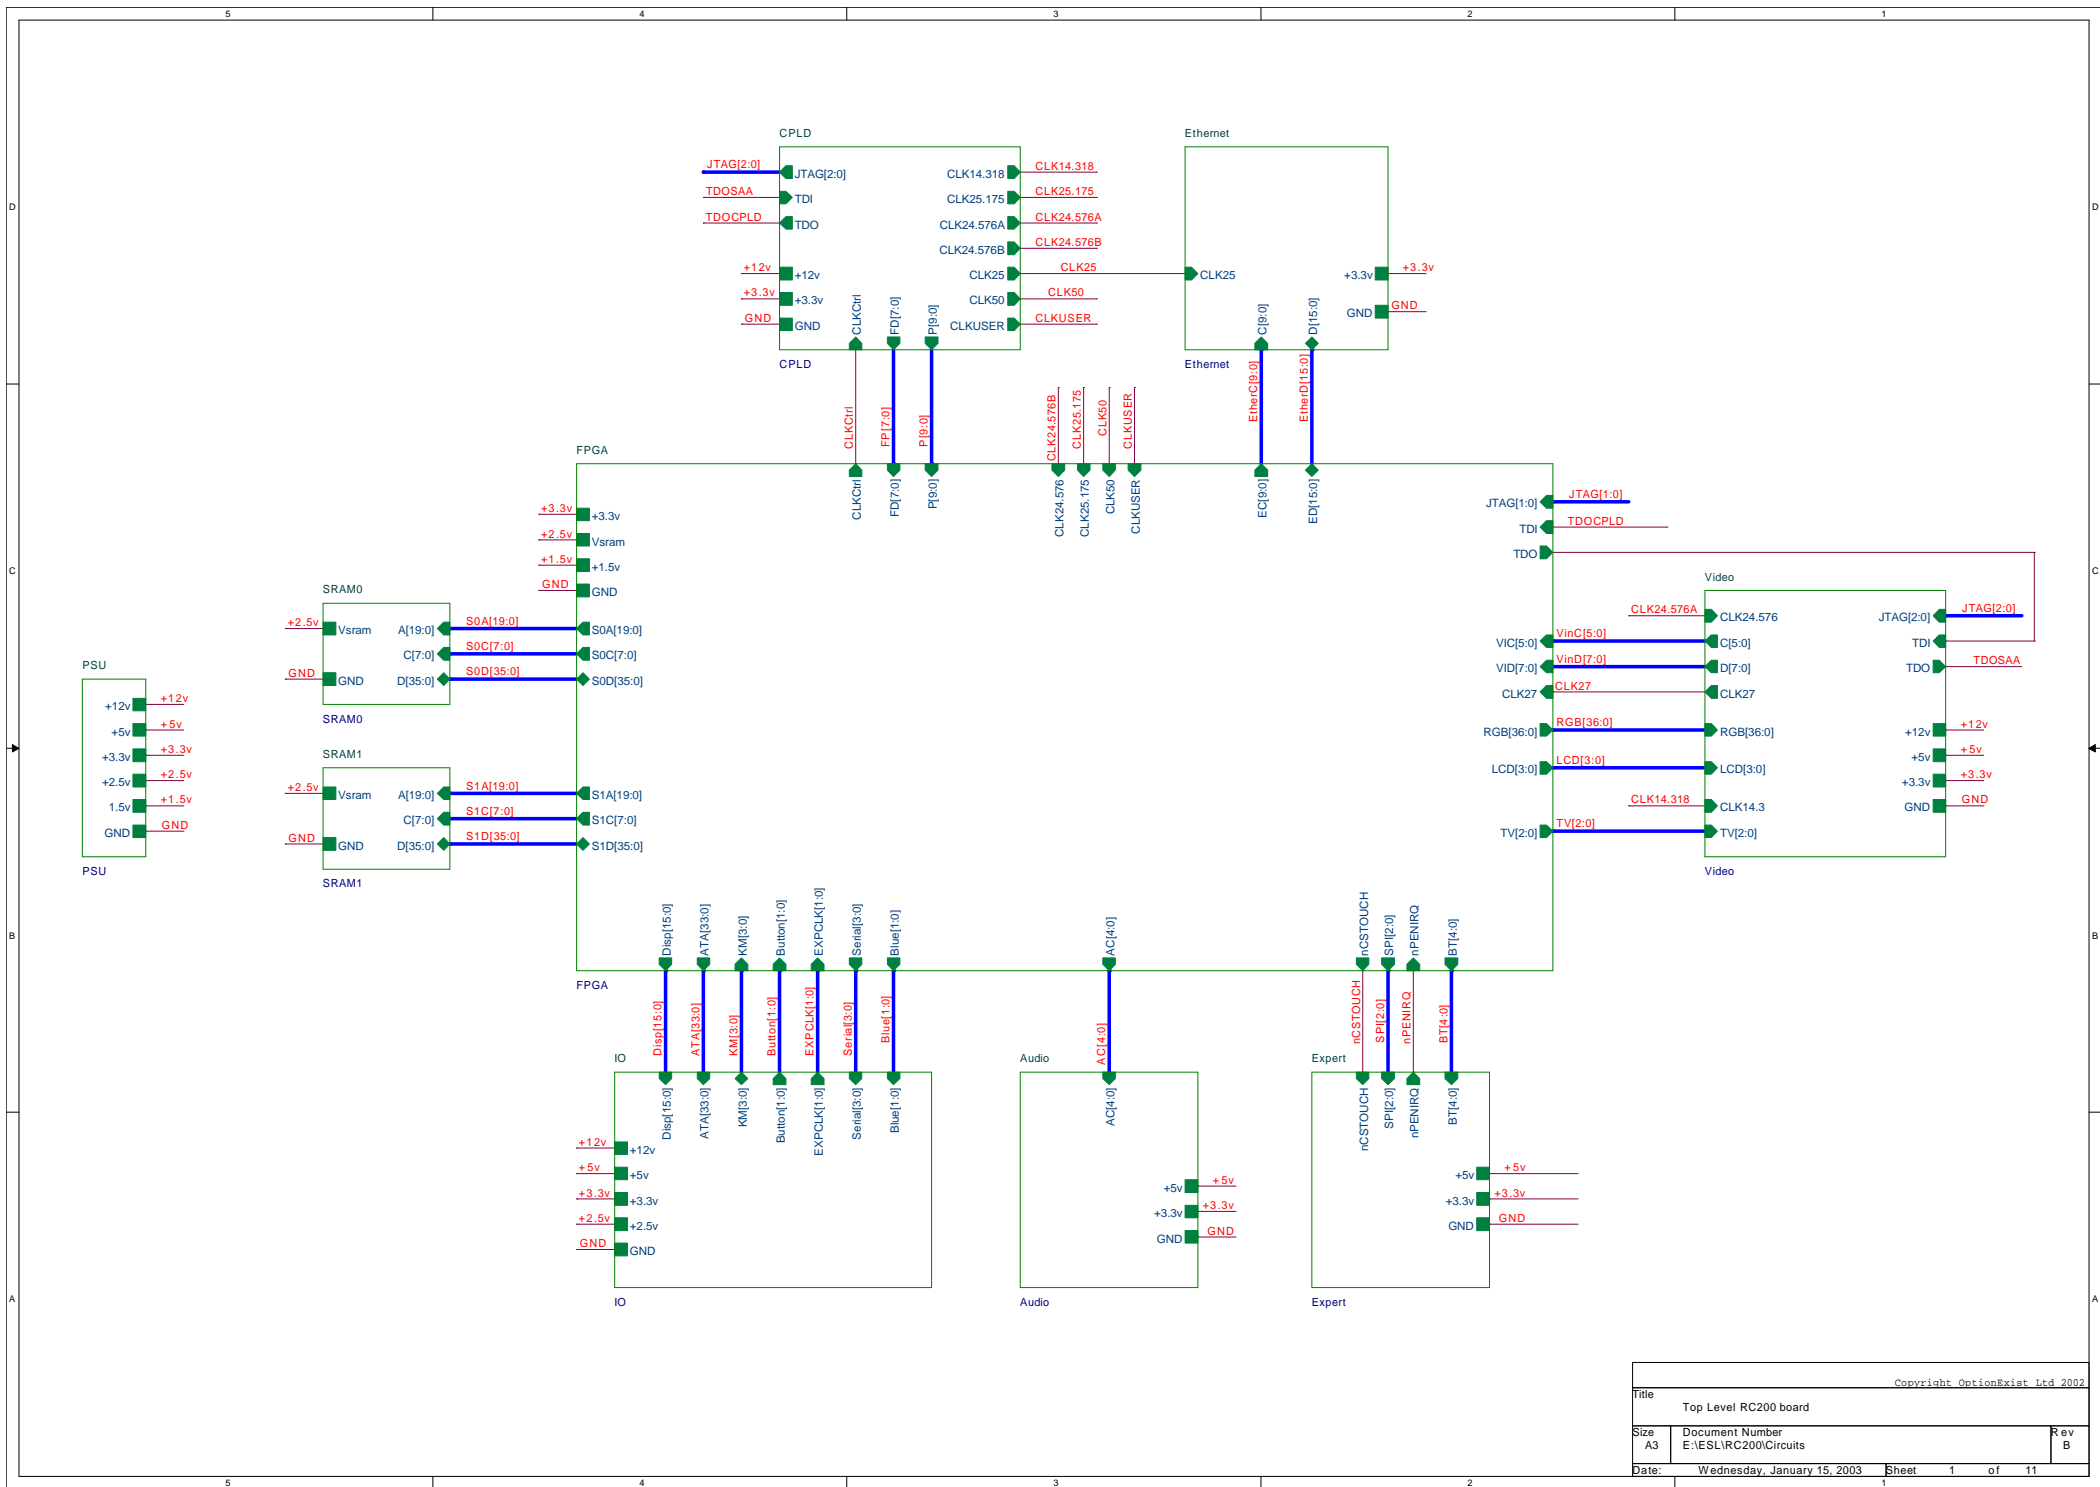 5 4 3 2 1
D D
C C
B B
A A
CPLD
JTAG[2:0] JTAG[2:0]
TDOSAA TDI
TDOCPLD TDO
+12v +12v
+3.3v +3.3v
GND GND
CLK14.318 CLK14.318
CLK25.175 CLK25.175
CLK24.576A CLK24.576A
CLK24.576B CLK24.576B
CLK25 CLK25
CLK50 CLK50
CLKUSER CLKUSER
CLKCtrl FD[7:0] P[9:0]
CPLD
Ethernet
CLK25
+3.3v +3.3v
GND GND
C[9:0] D[15:0]
Ethernet
CLKCtrl FP[7:0] P[9:0]
CLK24.576B CLK25.175 CLK50 CLKUSER
EtherC[9:0] EtherD[15:0]
FPGA
CLKCtrl FD[7:0] P[9:0] CLK24.576 CLK25.175 CLK50 CLKUSER EC[9:0] ED[15:0]
+3.3v +3.3v
+2.5v Vsram
+1.5v +1.5v
GND GND
JTAG[1:0] JTAG[1:0]
TDI TDOCPLD
TDO
SRAM0
+2.5v Vsram A[19:0] S0A[19:0] S0A[19:0]
C[7:0] S0C[7:0] S0C[7:0]
GND GND D[35:0] S0D[35:0] S0D[35:0]
SRAM0
SRAM1
+2.5v Vsram A[19:0] S1A[19:0] S1A[19:0]
C[7:0] S1C[7:0] S1C[7:0]
GND GND D[35:0] S1D[35:0] S1D[35:0]
SRAM1
PSU
+12v +12v
+5v +5v
+3.3v +3.3v
+2.5v +2.5v
1.5v +1.5v
GND GND
PSU
Video
CLK24.576A CLK24.576
VIC[5:0] VinC[5:0] C[5:0]
VID[7:0] VinD[7:0] D[7:0]
CLK27 CLK27 CLK27
RGB[36:0] RGB[36:0] RGB[36:0]
LCD[3:0] LCD[3:0] LCD[3:0]
CLK14.318 CLK14.3
TV[2:0] TV[2:0] TV[2:0]
JTAG[2:0] JTAG[2:0]
TDI
TDO TDOSAA
+12v +12v
+5v +5v
+3.3v +3.3v
GND GND
Video
Disp[15:0] ATA[33:0] KM[3:0] Button[1:0] EXPCLK[1:0] Serial[3:0] Blue[1:0] AC[4:0] nCSTOUCH SPI[2:0] nPENIRQ BT[4:0]
FPGA
Disp[15:0] ATA[33:0] KM[3:0] Button[1:0] EXPCLK[1:0] Serial[3:0] Blue[1:0] AC[4:0] nCSTOUCH SPI[2:0] nPENIRQ BT[4:0]
IO
Disp[15:0] ATA[33:0] KM[3:0] Button[1:0] EXPCLK[1:0] Serial[3:0] Blue[1:0]
+12v +12v
+5v +5v
+3.3v +3.3v
+2.5v +2.5v
GND GND
IO
Audio
AC[4:0]
+5v +5v
+3.3v +3.3v
GND GND
Audio
Expert
nCSTOUCH SPI[2:0] nPENIRQ BT[4:0]
+5v +5v
+3.3v +3.3v
GND GND
Expert
Copyright OptionExist Ltd 2002
Title
Top Level RC200 board
Size Document Number Rev
A3 E:\ESL\RC200\Circuits B
Date: Wednesday, January 15, 2003 Sheet 1 of 11
5 4 3 2 1